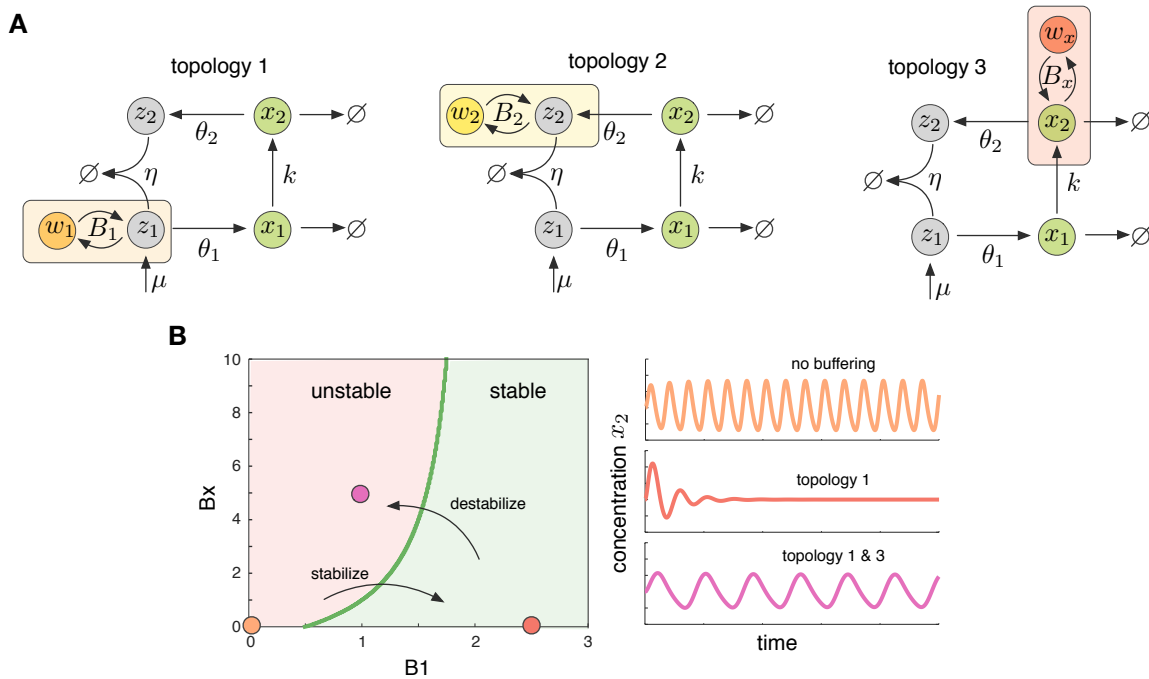 A
topology 1
z₂
x₂
∅
θ₂
∅
η
k
w₁
B₁
z₁
x₁
∅
θ₁
μ
topology 2
w₂
B₂
z₂
x₂
∅
θ₂
∅
η
k
z₁
x₁
∅
θ₁
μ
topology 3
wₓ
Bₓ
z₂
x₂
∅
θ₂
∅
η
k
z₁
x₁
∅
θ₁
μ
B
10
8
6
4
2
0
Bx
unstable
stable
destabilize
stabilize
0
1
2
3
B1
concentration x₂
no buffering
topology 1
topology 1 & 3
time